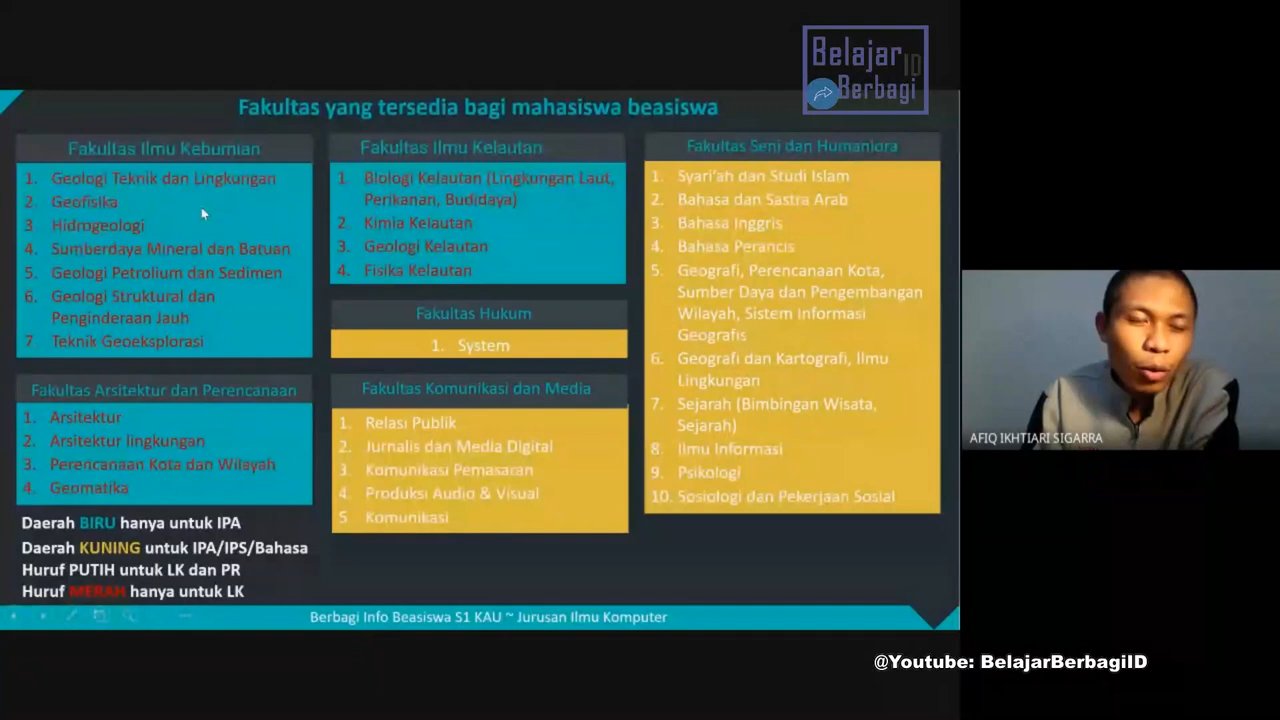 Belajar
ID
Berbagi
Fakultas yang tersedia bagi mahasiswa beasiswa
Fakultas Ilmu Kebumian
1. Geologi Teknik dan Lingkungan
2. Geofisika
3. Hidrogeologi
4. Sumberdaya Mineral dan Batuan
5. Geologi Petrolium dan Sedimen
6. Geologi Struktural dan
Penginderaan Jauh
7. Teknik Geoeksplorasi
Fakultas Arsitektur dan Perencanaan
1. Arsitektur
2. Arsitektur lingkungan
3. Perencanaan Kota dan Wilayah
4. Geomatika
Daerah BIRU hanya untuk IPA
Daerah KUNING untuk IPA/IPS/Bahasa
Huruf PUTIH untuk LK dan PR
Huruf MERAH hanya untuk LK
Fakultas Ilmu Kelautan
1. Biologi Kelautan (Lingkungan Laut,
Perikanan, Budidaya)
2. Kimia Kelautan
3. Geologi Kelautan
4. Fisika Kelautan
Fakultas Hukum
1. System
Fakultas Komunikasi dan Media
1. Relasi Publik
2. Jurnalis dan Media Digital
3. Komunikasi Pemasaran
4. Produksi Audio & Visual
5. Komunikasi
Fakultas Seni dan Humaniora
1. Syari'ah dan Studi Islam
2. Bahasa dan Sastra Arab
3. Bahasa Inggris
4. Bahasa Perancis
5. Geografi, Perencanaan Kota,
Sumber Daya dan Pengembangan
Wilayah, Sistem Informasi
Geografis
6. Geografi dan Kartografi, Ilmu
Lingkungan
7. Sejarah (Bimbingan Wisata,
Sejarah)
8. Ilmu Informasi
9. Psikologi
10. Sosiologi dan Pekerjaan Sosial
Berbagi Info Beasiswa S1 KAU ~ Jurusan Ilmu Komputer
AFIQ IKHTIARI SIGARRA
@Youtube: BelajarBerbagiID